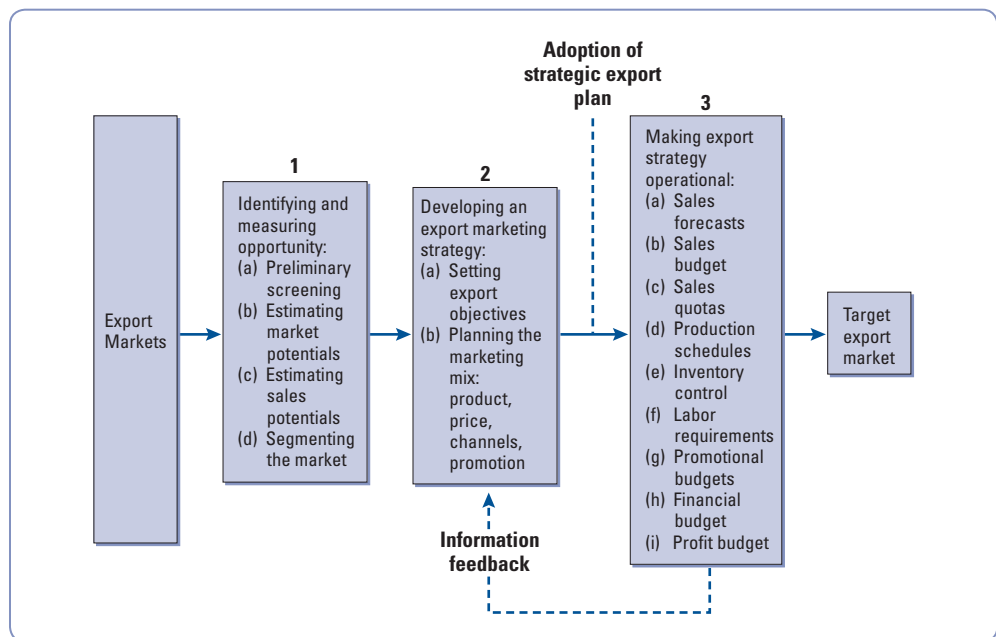 Adoption of
strategic export
plan
Export
Markets
1
Identifying and
measuring
opportunity:
(a) Preliminary
screening
(b) Estimating
market
potentials
(c) Estimating
sales
potentials
(d) Segmenting
the market
2
Developing an
export marketing
strategy:
(a) Setting
export
objectives
(b) Planning the
marketing
mix:
product,
price,
channels,
promotion
3
Making export
strategy
operational:
(a) Sales
forecasts
(b) Sales
budget
(c) Sales
quotas
(d) Production
schedules
(e) Inventory
control
(f) Labor
requirements
(g) Promotional
budgets
(h) Financial
budget
(i) Profit budget
Target
export
market
Information
feedback